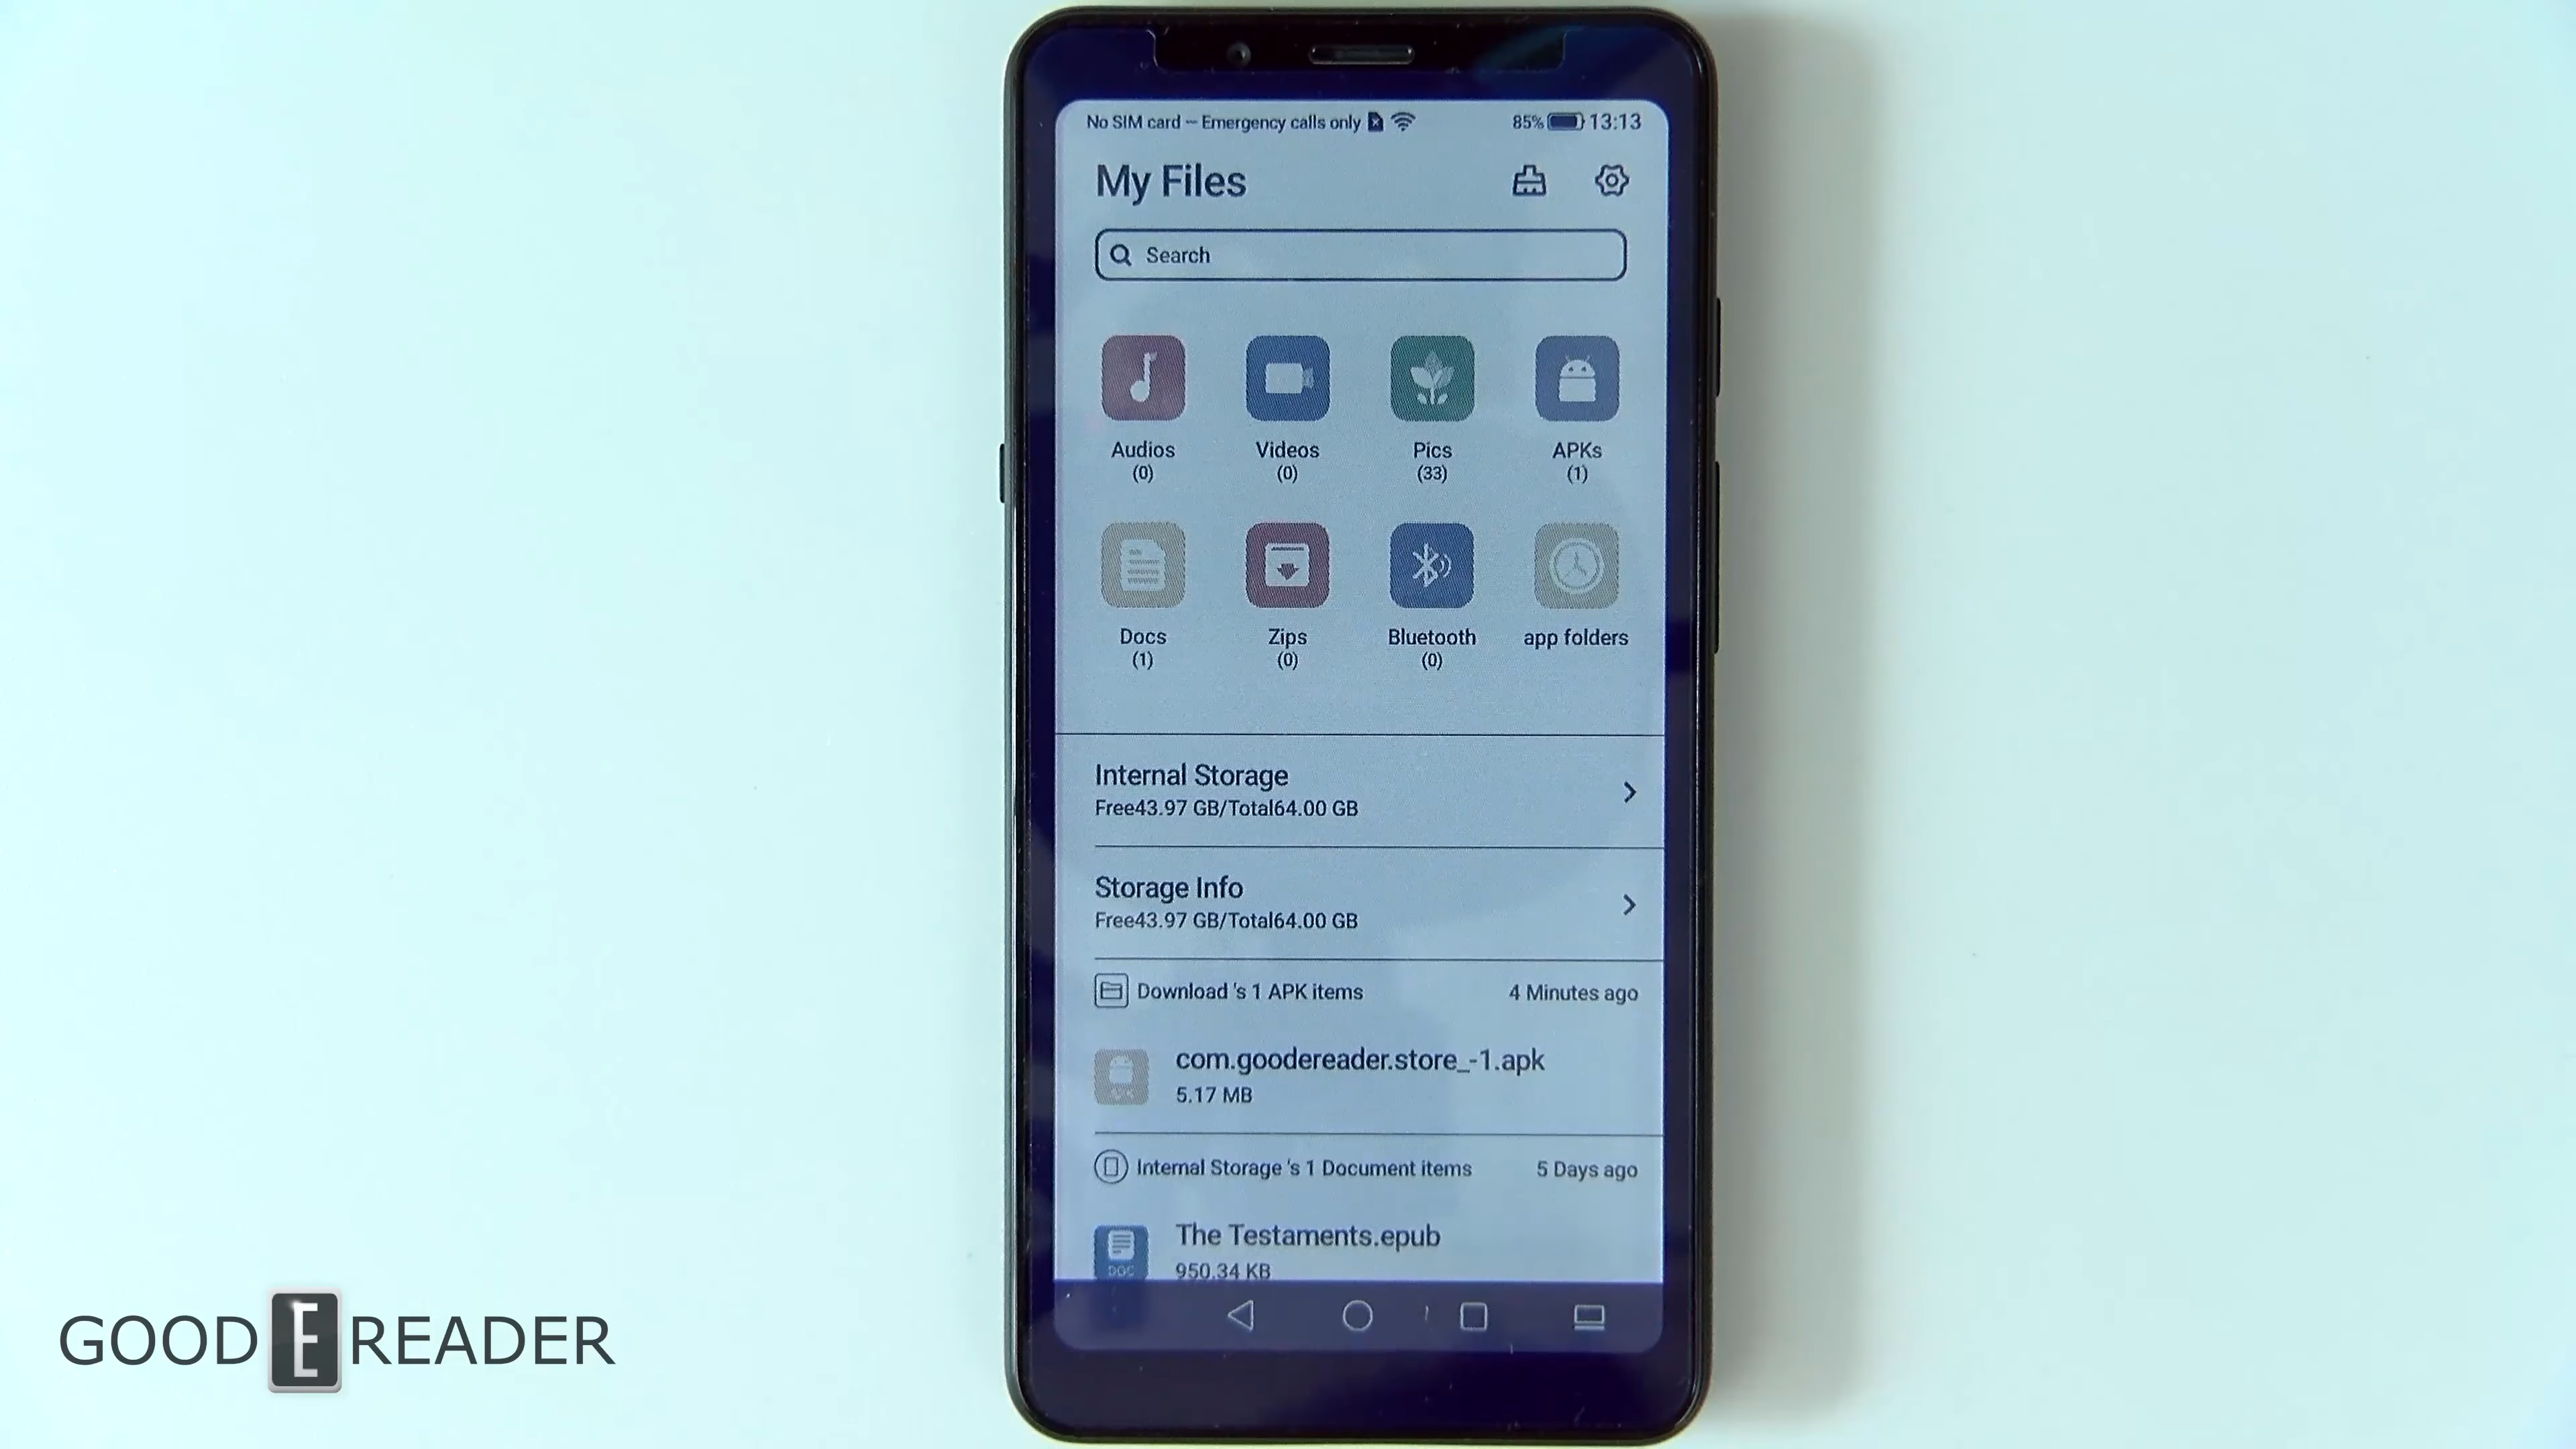 No SIM card – Emergency calls only
85% 13:13
My Files
Search
Audios
(0)
Videos
(0)
Pics
(33)
APKs
(1)
Docs
(1)
Zips
(0)
Bluetooth
(0)
app folders
Internal Storage
Free43.97 GB/Total64.00 GB
Storage Info
Free43.97 GB/Total64.00 GB
Download 's 1 APK items
4 Minutes ago
com.goodereader.store_-1.apk
5.17 MB
Internal Storage 's 1 Document items
5 Days ago
The Testaments.epub
DOC
950.34 KB
GOOD E READER